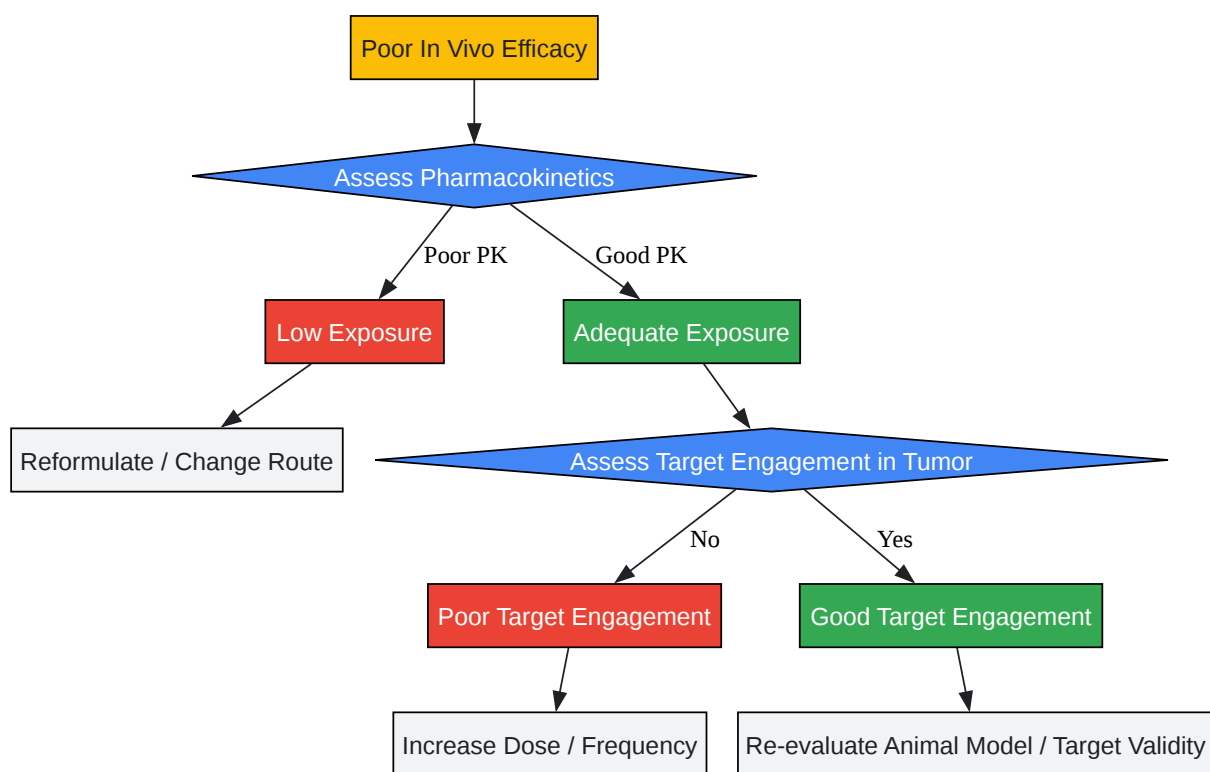 Poor In Vivo Efficacy
Assess Pharmacokinetics
Poor PK
Good PK
Low Exposure
Adequate Exposure
Reformulate / Change Route
Assess Target Engagement in Tumor
No
Yes
Poor Target Engagement
Good Target Engagement
Increase Dose / Frequency
Re-evaluate Animal Model / Target Validity